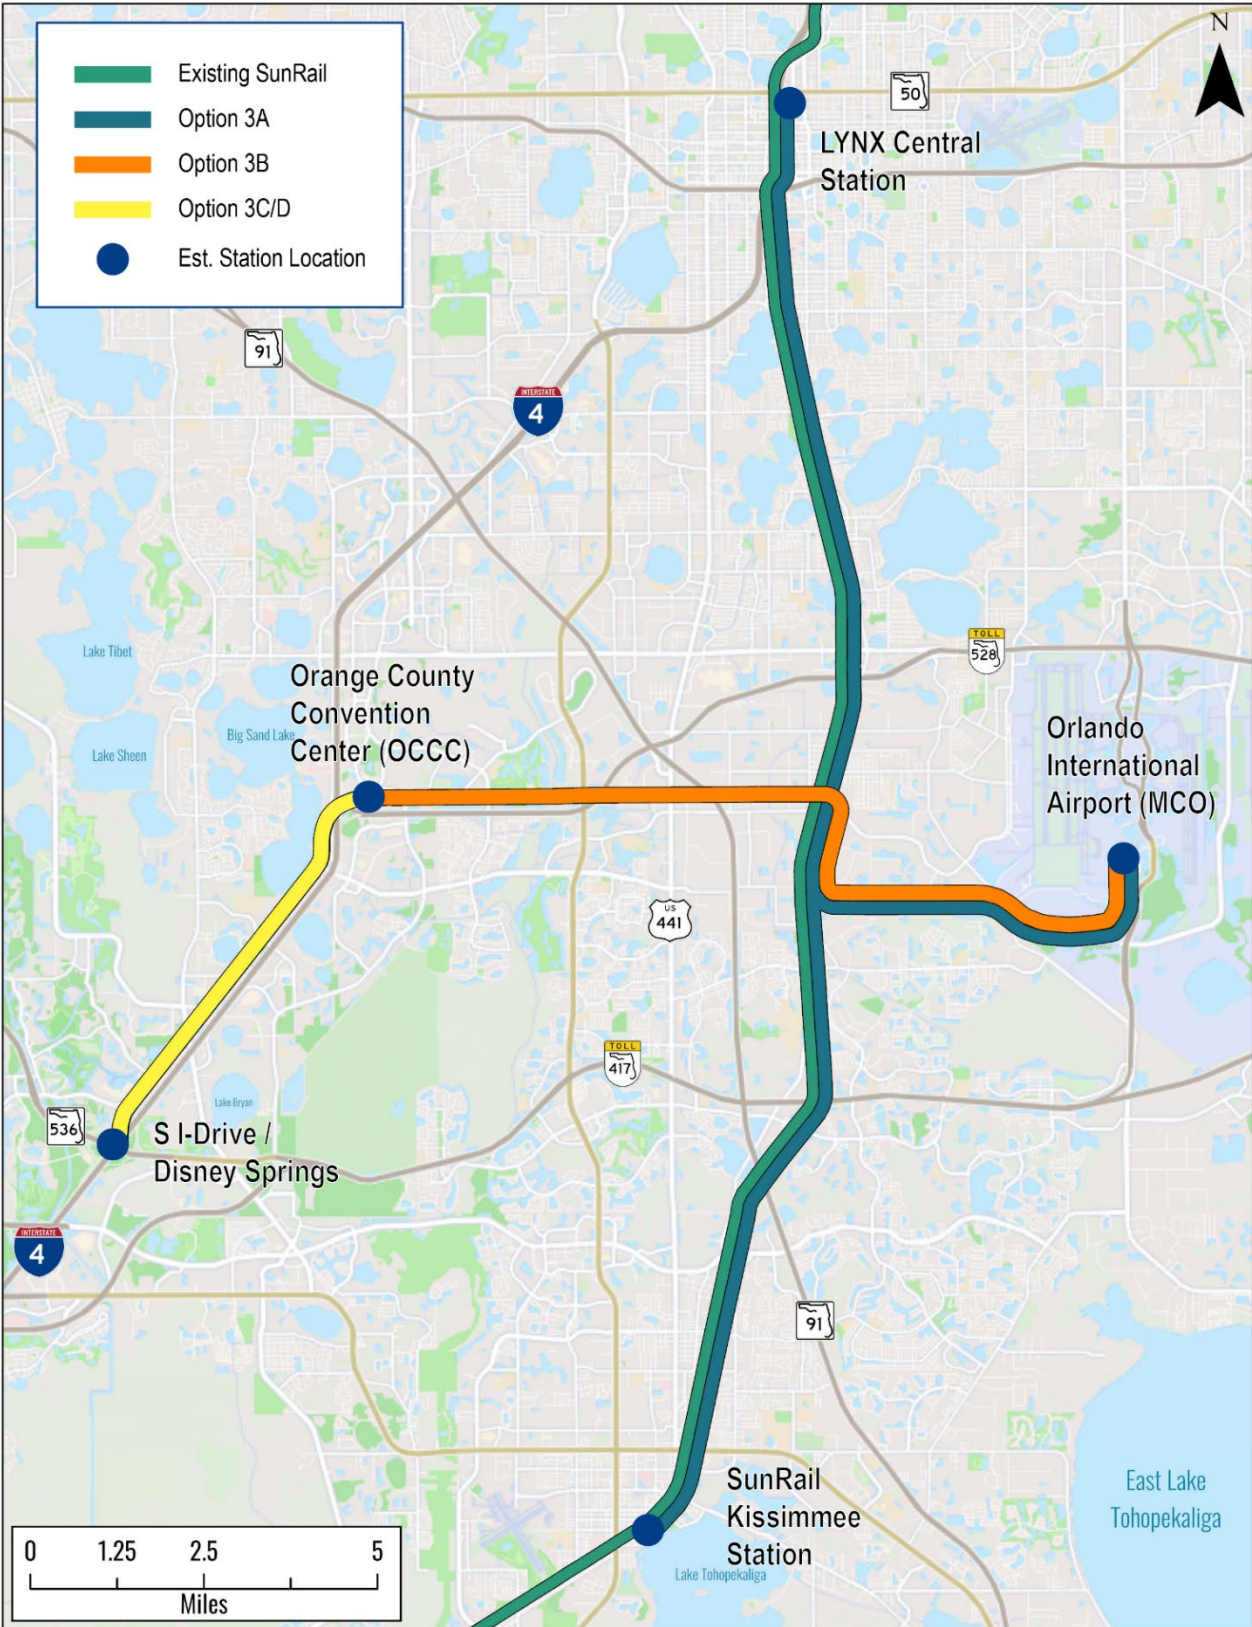 Existing SunRail
Option 3A
Option 3B
Option 3C/D
Est. Station Location
N
50
LYNX Central
Station
91
INTERSTATE
4
Lake Tibet
TOLL
528
Orange County
Convention
Center (OCCC)
Big Sand Lake
Lake Sheen
Orlando
International
Airport (MCO)
US
441
TOLL
417
Lake Bryan
536
S I-Drive /
Disney Springs
INTERSTATE
4
91
SunRail
Kissimmee
Station
East Lake
Tohopekaliga
Lake Tohopekaliga
0 1.25 2.5 5
Miles